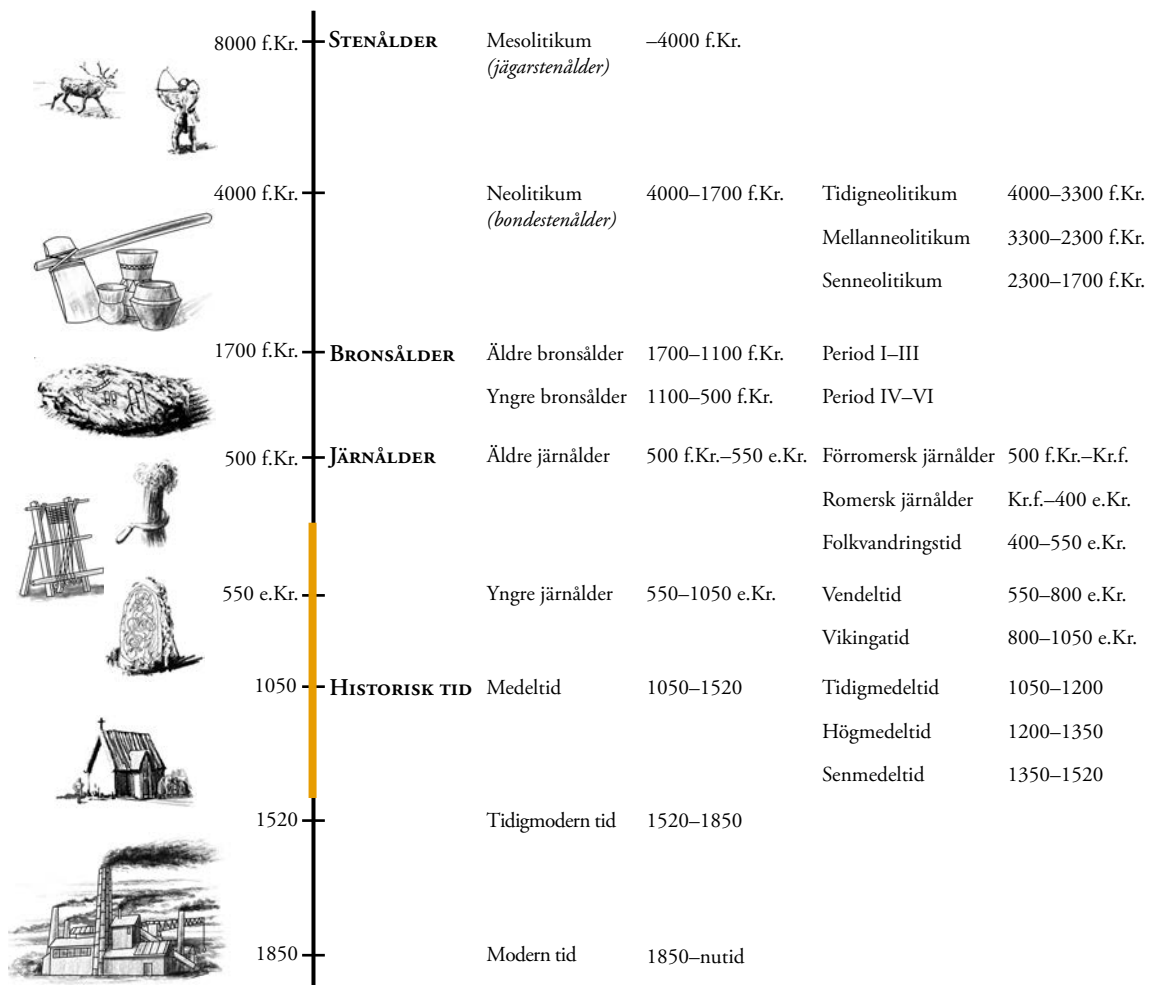 8000 f.Kr. STENÅLDER Mesolitikum –4000 f.Kr.
(jägarstenålder)
4000 f.Kr. Neolitikum 4000–1700 f.Kr. Tidigneolitikum 4000–3300 f.Kr.
(bondestenålder)
Mellanneolitikum 3300–2300 f.Kr.
Senneolitikum 2300–1700 f.Kr.
1700 f.Kr. BRONSÅLDER Äldre bronsålder 1700–1100 f.Kr. Period I–III
Yngre bronsålder 1100–500 f.Kr. Period IV–VI
500 f.Kr. JÄRNÅLDER Äldre järnålder 500 f.Kr.–550 e.Kr. Förromersk järnålder 500 f.Kr.–Kr.f.
Romersk järnålder Kr.f.–400 e.Kr.
Folkvandringstid 400–550 e.Kr.
550 e.Kr. Yngre järnålder 550–1050 e.Kr. Vendeltid 550–800 e.Kr.
Vikingatid 800–1050 e.Kr.
1050 HISTORISK TID Medeltid 1050–1520 Tidigmedeltid 1050–1200
Högmedeltid 1200–1350
Senmedeltid 1350–1520
1520 Tidigmodern tid 1520–1850
1850 Modern tid 1850–nutid